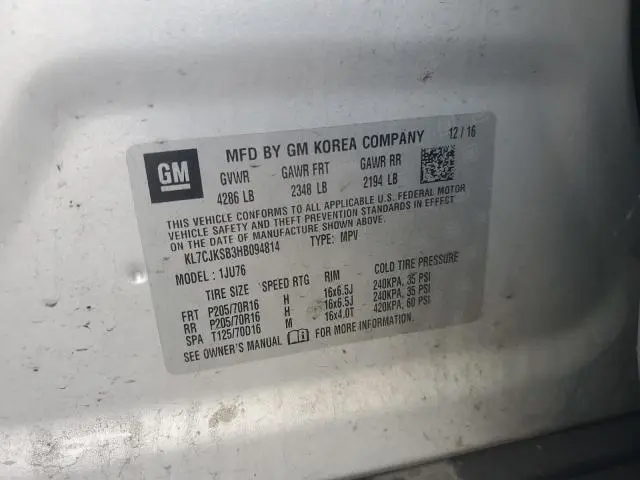 GM
MFD BY GM KOREA COMPANY 12/16
GVWR GAWR FRT GAWR RR
4286 LB 2348 LB 2194 LB
THIS VEHICLE CONFORMS TO ALL APPLICABLE U.S. FEDERAL MOTOR
VEHICLE SAFETY AND THEFT PREVENTION STANDARDS IN EFFECT
ON THE DATE OF MANUFACTURE SHOWN ABOVE.
KL7CJKSB3HB094814 TYPE: MPV
MODEL: 1JU76
TIRE SIZE SPEED RTG RIM COLD TIRE PRESSURE
FRT P205/70R16 H 16x6.5J 240KPA, 35 PSI
RR P205/70R16 H 16x6.5J 240KPA, 35 PSI
SPA T125/70D16 M 16x4.0T 420KPA, 60 PSI
SEE OWNER'S MANUAL FOR MORE INFORMATION.